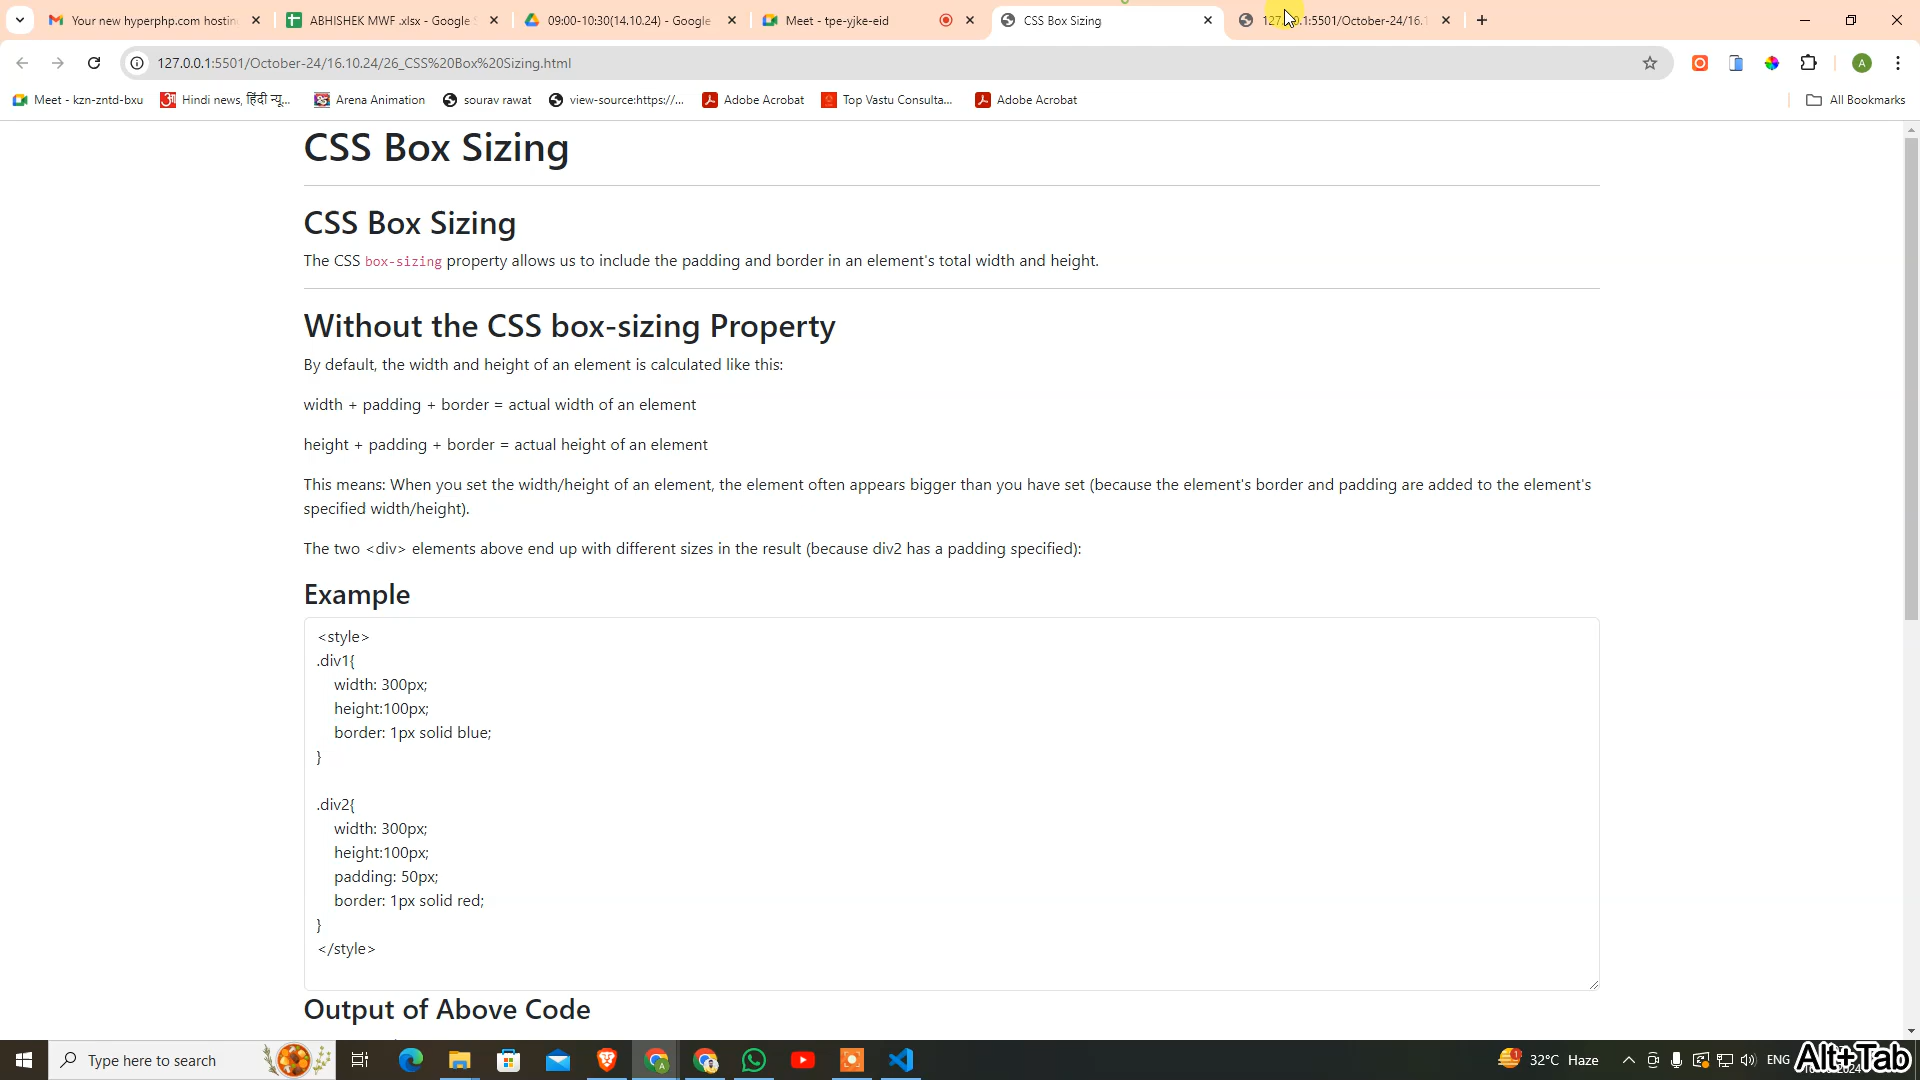 Your new hyperphp.com hostin
ABHISHEK MWF .xlsx - Google S
09:00-10:30(14.10.24) - Google
Meet - tpe-yjke-eid
CSS Box Sizing
127.0.0.1:5501/October-24/16.1
127.0.0.1:5501/October-24/16.10.24/26_CSS%20Box%20Sizing.html
A
Meet - kzn-zntd-bxu
Hindi news, हिंदी न्यू...
Arena Animation
sourav rawat
view-source:https://...
Adobe Acrobat
Top Vastu Consulta...
Adobe Acrobat
All Bookmarks
CSS Box Sizing
CSS Box Sizing
The CSS box-sizing property allows us to include the padding and border in an element's total width and height.
Without the CSS box-sizing Property
By default, the width and height of an element is calculated like this:
width + padding + border = actual width of an element
height + padding + border = actual height of an element
This means: When you set the width/height of an element, the element often appears bigger than you have set (because the element's border and padding are added to the element's
specified width/height).
The two <div> elements above end up with different sizes in the result (because div2 has a padding specified):
Example
<style>
.div1{
width: 300px;
height:100px;
border: 1px solid blue;
}
.div2{
width: 300px;
height:100px;
padding: 50px;
border: 1px solid red;
}
</style>
Output of Above Code
Type here to search
32°C Haze
ENG
Alt+Tab